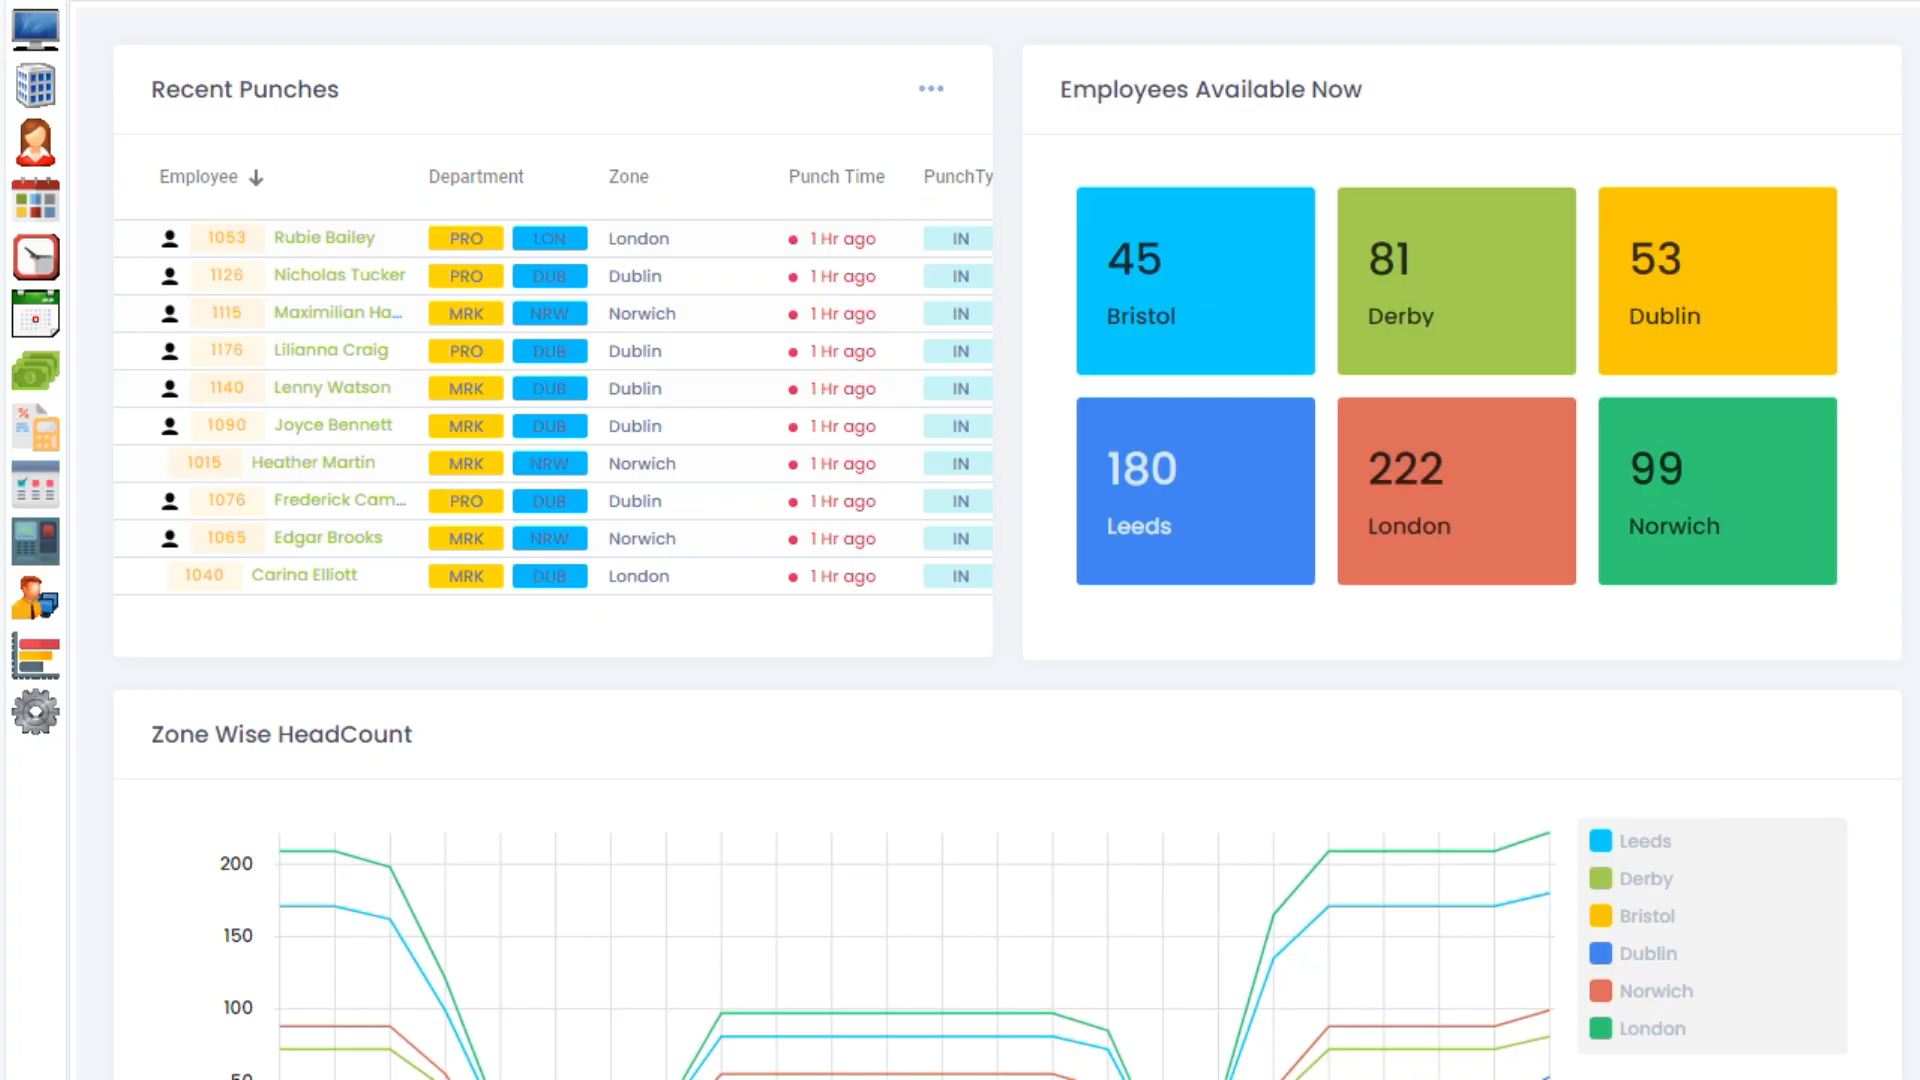 Recent Punches
Employee Department Zone Punch Time PunchTy
1053 Rubie Bailey PRO LON London 1 Hr ago IN
1126 Nicholas Tucker PRO DUB Dublin 1 Hr ago IN
1115 Maximilian Ha... MRK NRW Norwich 1 Hr ago IN
1176 Lilianna Craig PRO DUB Dublin 1 Hr ago IN
1140 Lenny Watson MRK DUB Dublin 1 Hr ago IN
1090 Joyce Bennett MRK DUB Dublin 1 Hr ago IN
1015 Heather Martin MRK NRW Norwich 1 Hr ago IN
1076 Frederick Cam... PRO DUB Dublin 1 Hr ago IN
1065 Edgar Brooks MRK NRW Norwich 1 Hr ago IN
1040 Carina Elliott MRK DUB London 1 Hr ago IN
Employees Available Now
45
Bristol
81
Derby
53
Dublin
180
Leeds
222
London
99
Norwich
Zone Wise HeadCount
200
150
100
50
Leeds
Derby
Bristol
Dublin
Norwich
London